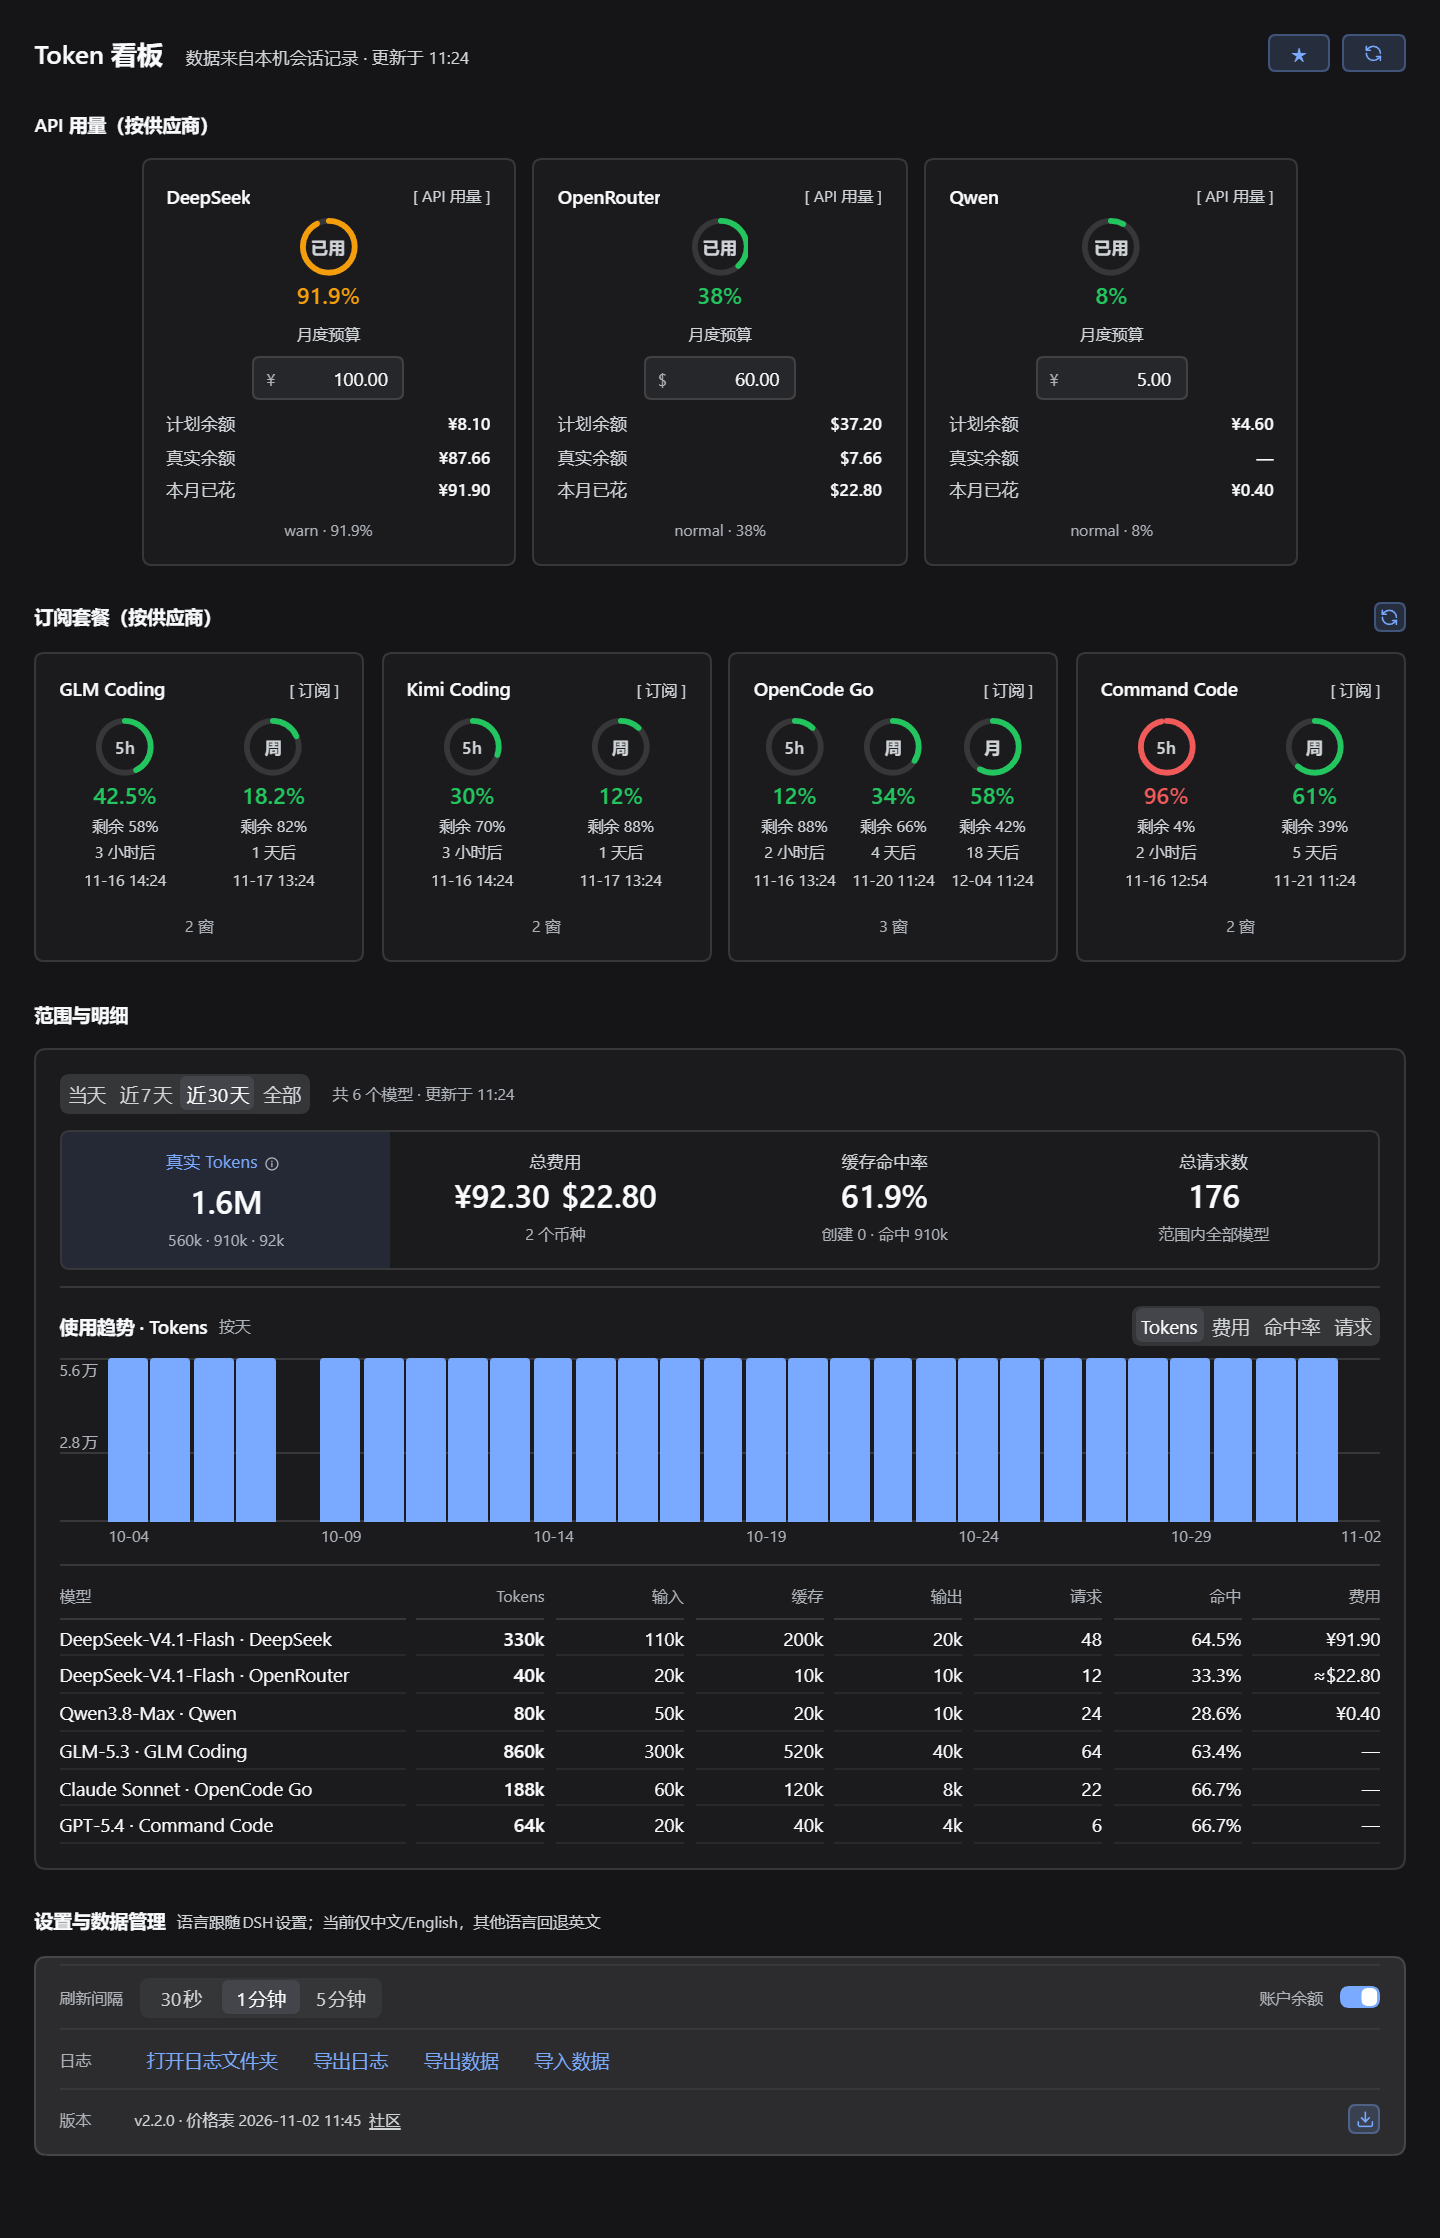 Token 看板 数据来自本机会话记录 · 更新于 11:24
★
API 用量（按供应商）
DeepSeek [ API 用量 ]
已用
91.9%
月度预算
¥ 100.00
计划余额 ¥8.10
真实余额 ¥87.66
本月已花 ¥91.90
warn · 91.9%
OpenRouter [ API 用量 ]
已用
38%
月度预算
$ 60.00
计划余额 $37.20
真实余额 $7.66
本月已花 $22.80
normal · 38%
Qwen [ API 用量 ]
已用
8%
月度预算
¥ 5.00
计划余额 ¥4.60
真实余额 —
本月已花 ¥0.40
normal · 8%
订阅套餐（按供应商）
GLM Coding [ 订阅 ]
5h 周
42.5% 18.2%
剩余 58% 剩余 82%
3 小时后 1 天后
11-16 14:24 11-17 13:24
2 窗
Kimi Coding [ 订阅 ]
5h 周
30% 12%
剩余 70% 剩余 88%
3 小时后 1 天后
11-16 14:24 11-17 13:24
2 窗
OpenCode Go [ 订阅 ]
5h 周 月
12% 34% 58%
剩余 88% 剩余 66% 剩余 42%
2 小时后 4 天后 18 天后
11-16 13:24 11-20 11:24 12-04 11:24
3 窗
Command Code [ 订阅 ]
5h 周
96% 61%
剩余 4% 剩余 39%
2 小时后 5 天后
11-16 12:54 11-21 11:24
2 窗
范围与明细
当天 近7天 近30天 全部 共 6 个模型 · 更新于 11:24
真实 Tokens
1.6M
560k · 910k · 92k
总费用
¥92.30 $22.80
2 个币种
缓存命中率
61.9%
创建 0 · 命中 910k
总请求数
176
范围内全部模型
使用趋势 · Tokens 按天
Tokens 费用 命中率 请求
5.6万
2.8万
10-04 10-09 10-14 10-19 10-24 10-29 11-02
模型 Tokens 输入 缓存 输出 请求 命中 费用
DeepSeek-V4.1-Flash · DeepSeek 330k 110k 200k 20k 48 64.5% ¥91.90
DeepSeek-V4.1-Flash · OpenRouter 40k 20k 10k 10k 12 33.3% ≈$22.80
Qwen3.8-Max · Qwen 80k 50k 20k 10k 24 28.6% ¥0.40
GLM-5.3 · GLM Coding 860k 300k 520k 40k 64 63.4% —
Claude Sonnet · OpenCode Go 188k 60k 120k 8k 22 66.7% —
GPT-5.4 · Command Code 64k 20k 40k 4k 6 66.7% —
设置与数据管理 语言跟随DSH设置；当前仅中文/English，其他语言回退英文
刷新间隔 30秒 1分钟 5分钟 账户余额
日志 打开日志文件夹 导出日志 导出数据 导入数据
版本 v2.2.0 · 价格表 2026-11-02 11:45 社区